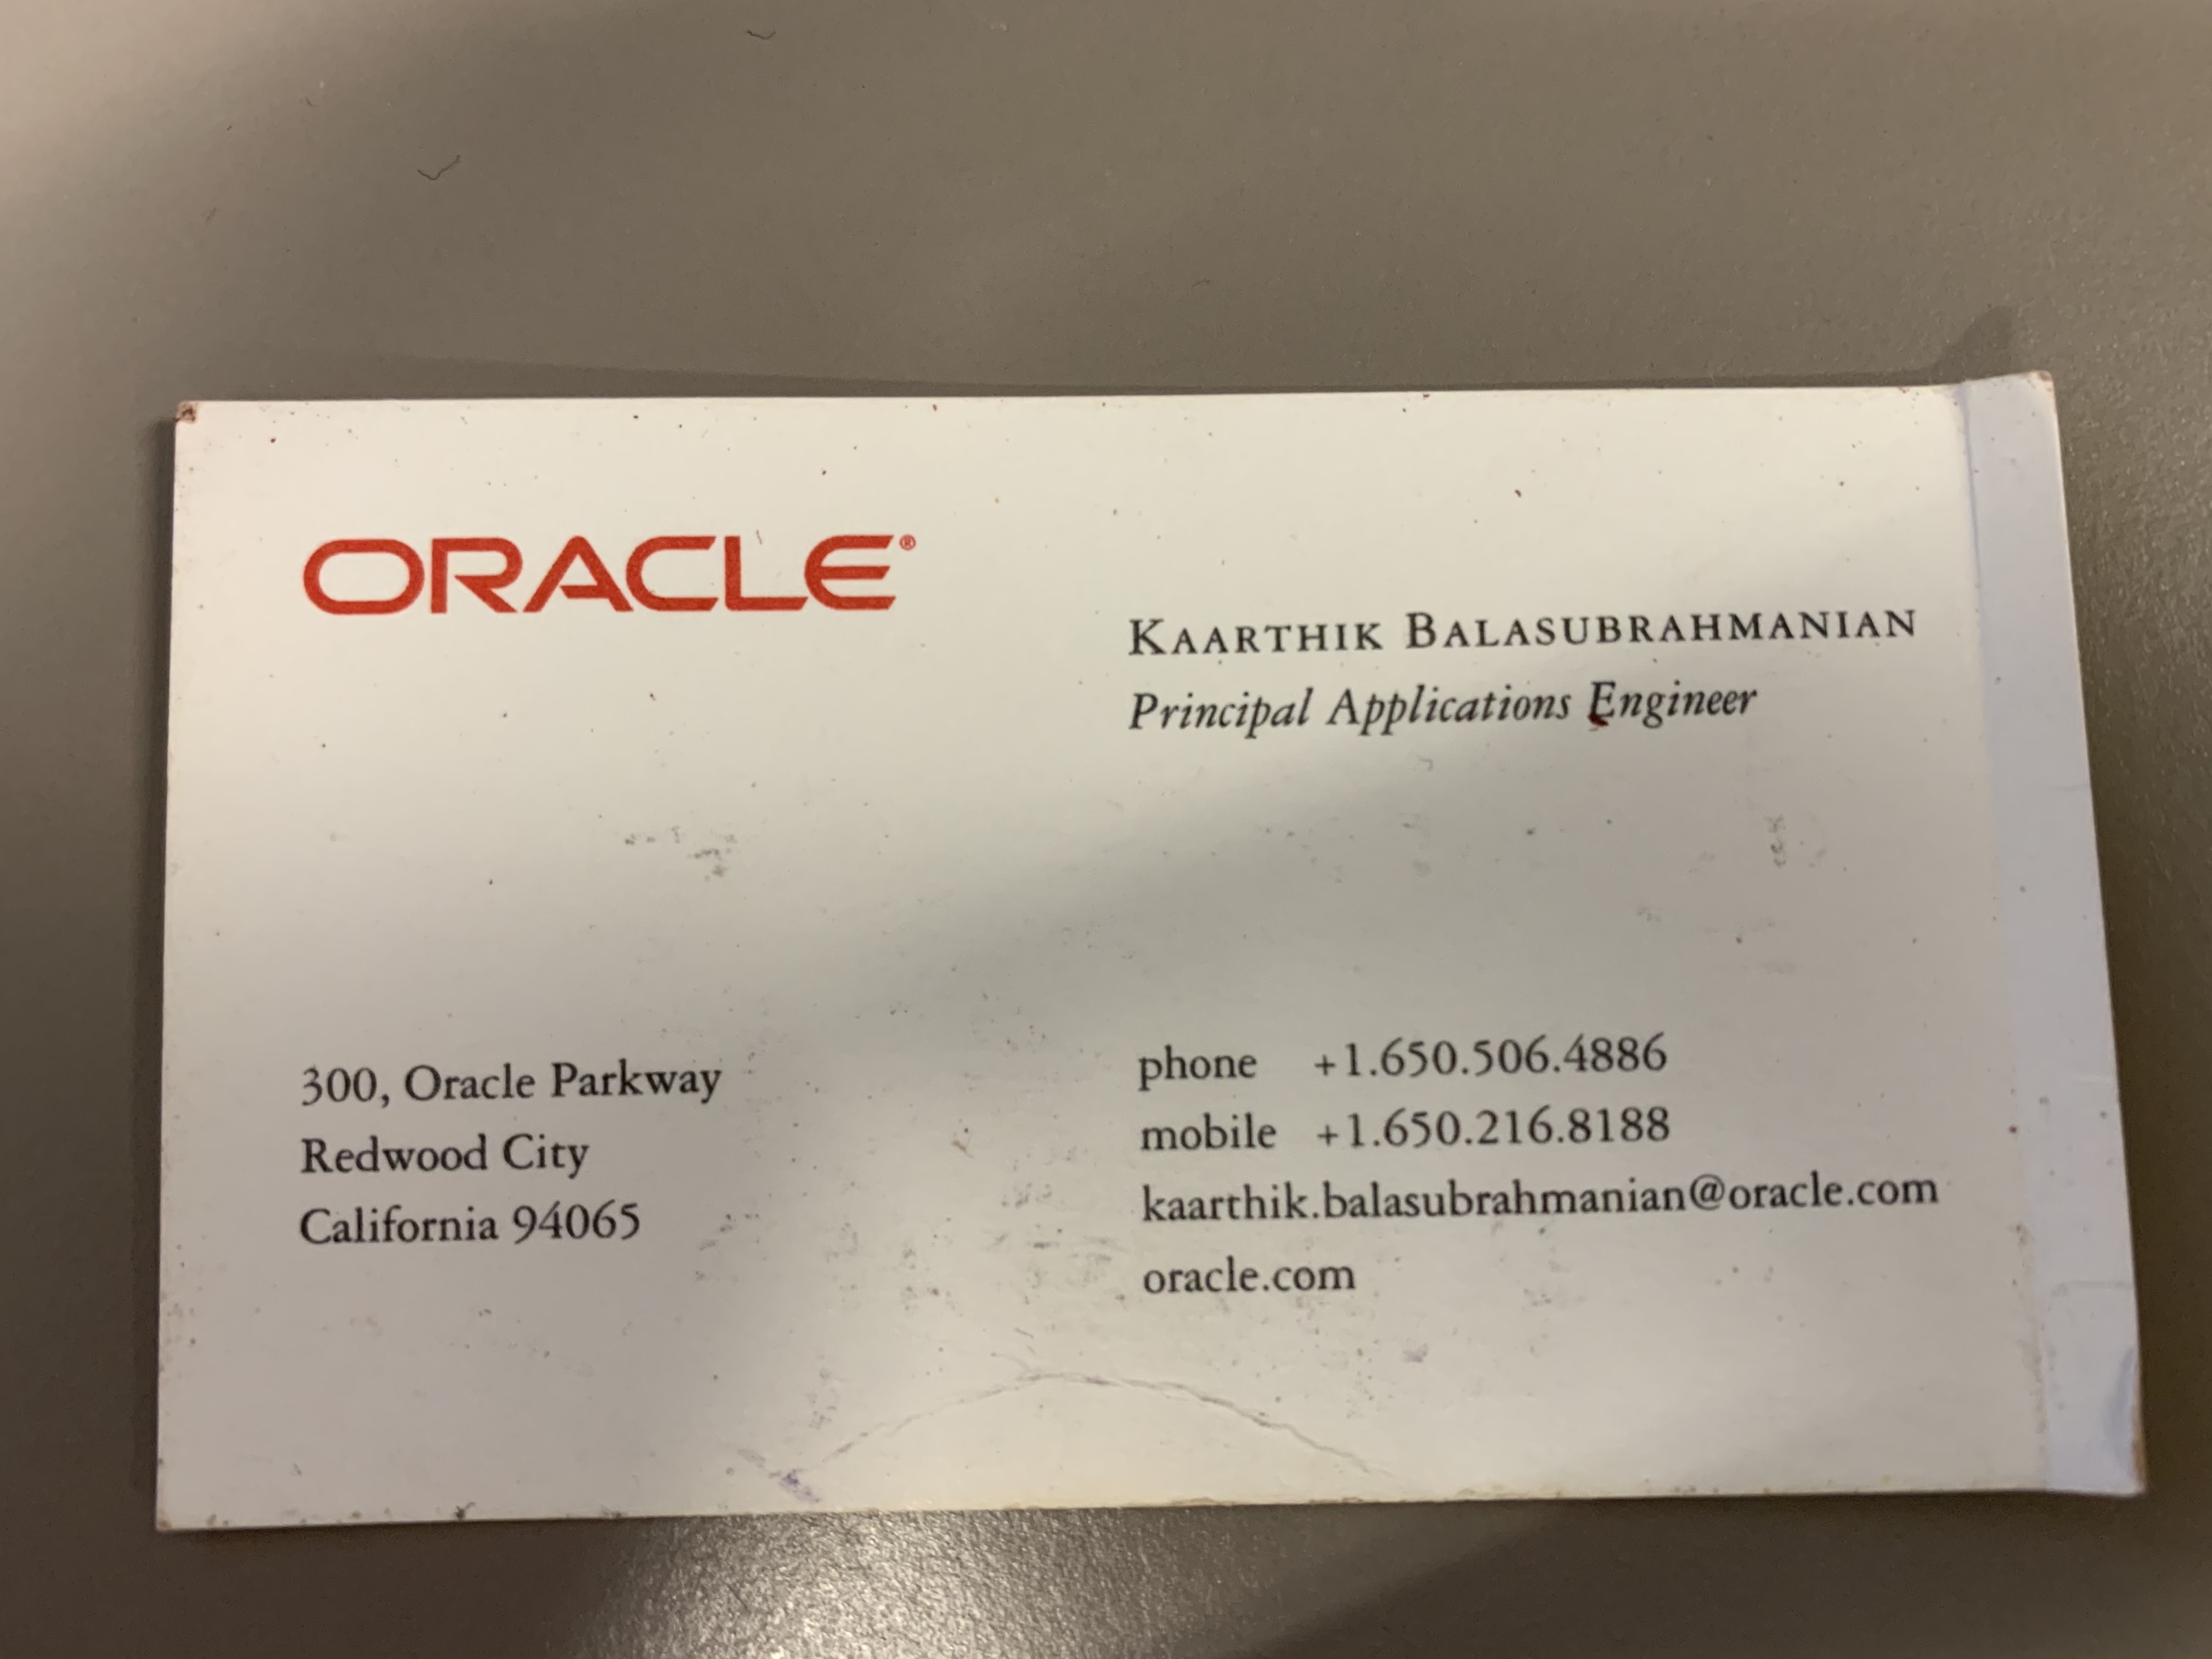 ORACLE®
KAARTHIK BALASUBRAHMANIAN
Principal Applications Engineer
300, Oracle Parkway
Redwood City
California 94065
phone +1.650.506.4886
mobile +1.650.216.8188
kaarthik.balasubrahmanian@oracle.com
oracle.com